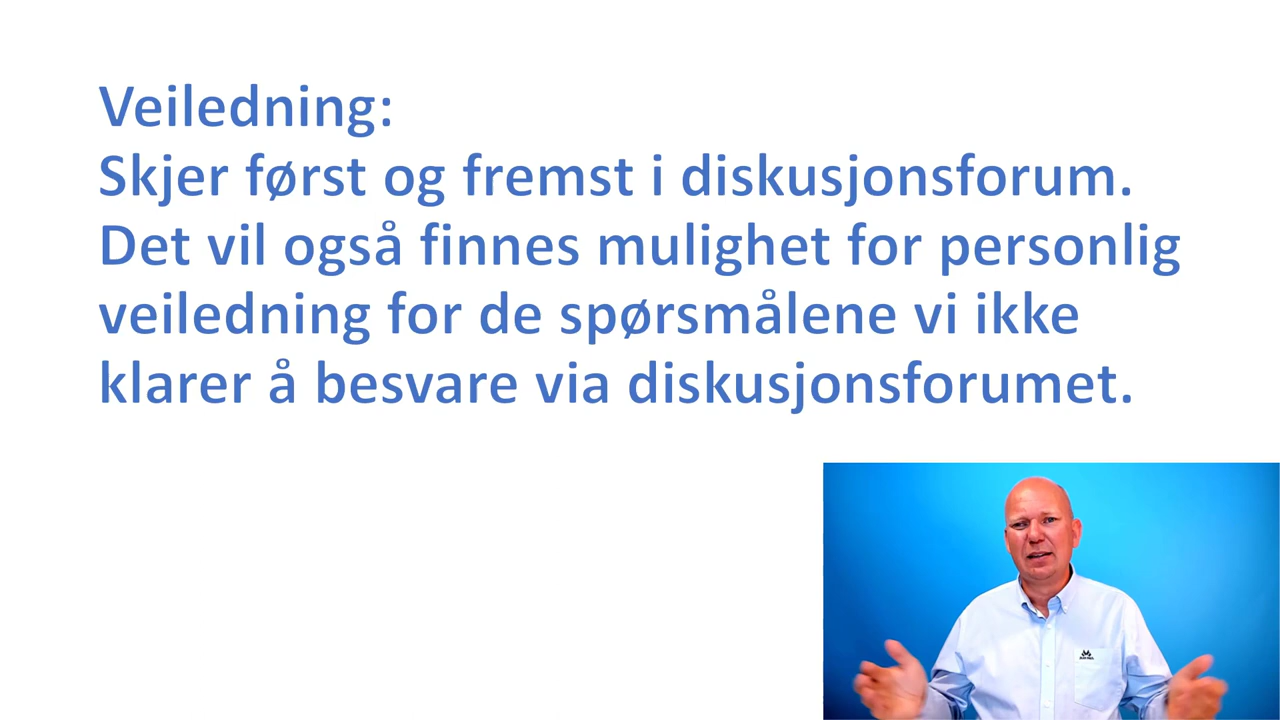 Veiledning:
Skjer først og fremst i diskusjonsforum.
Det vil også finnes mulighet for personlig
veiledning for de spørsmålene vi ikke
klarer å besvare via diskusjonsforumet.